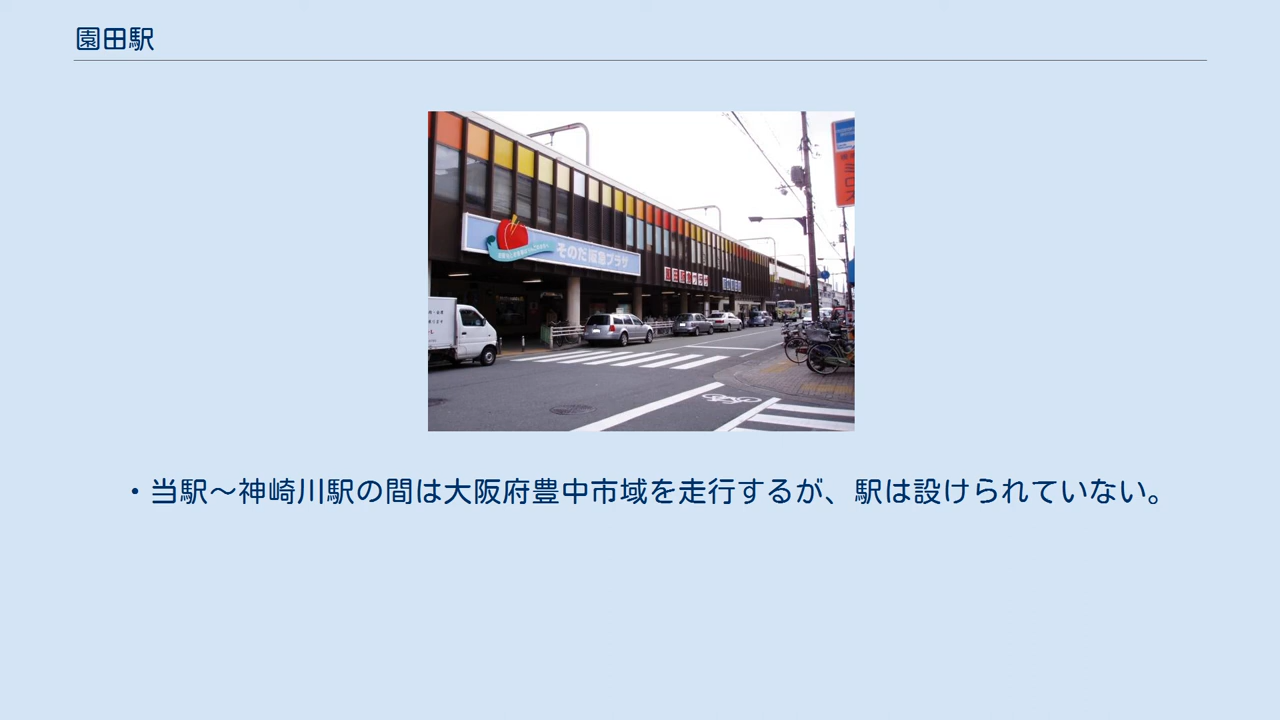 園田駅
そのだ阪急プラザ
・当駅～神崎川駅の間は大阪府豊中市域を走行するが、駅は設けられていない。